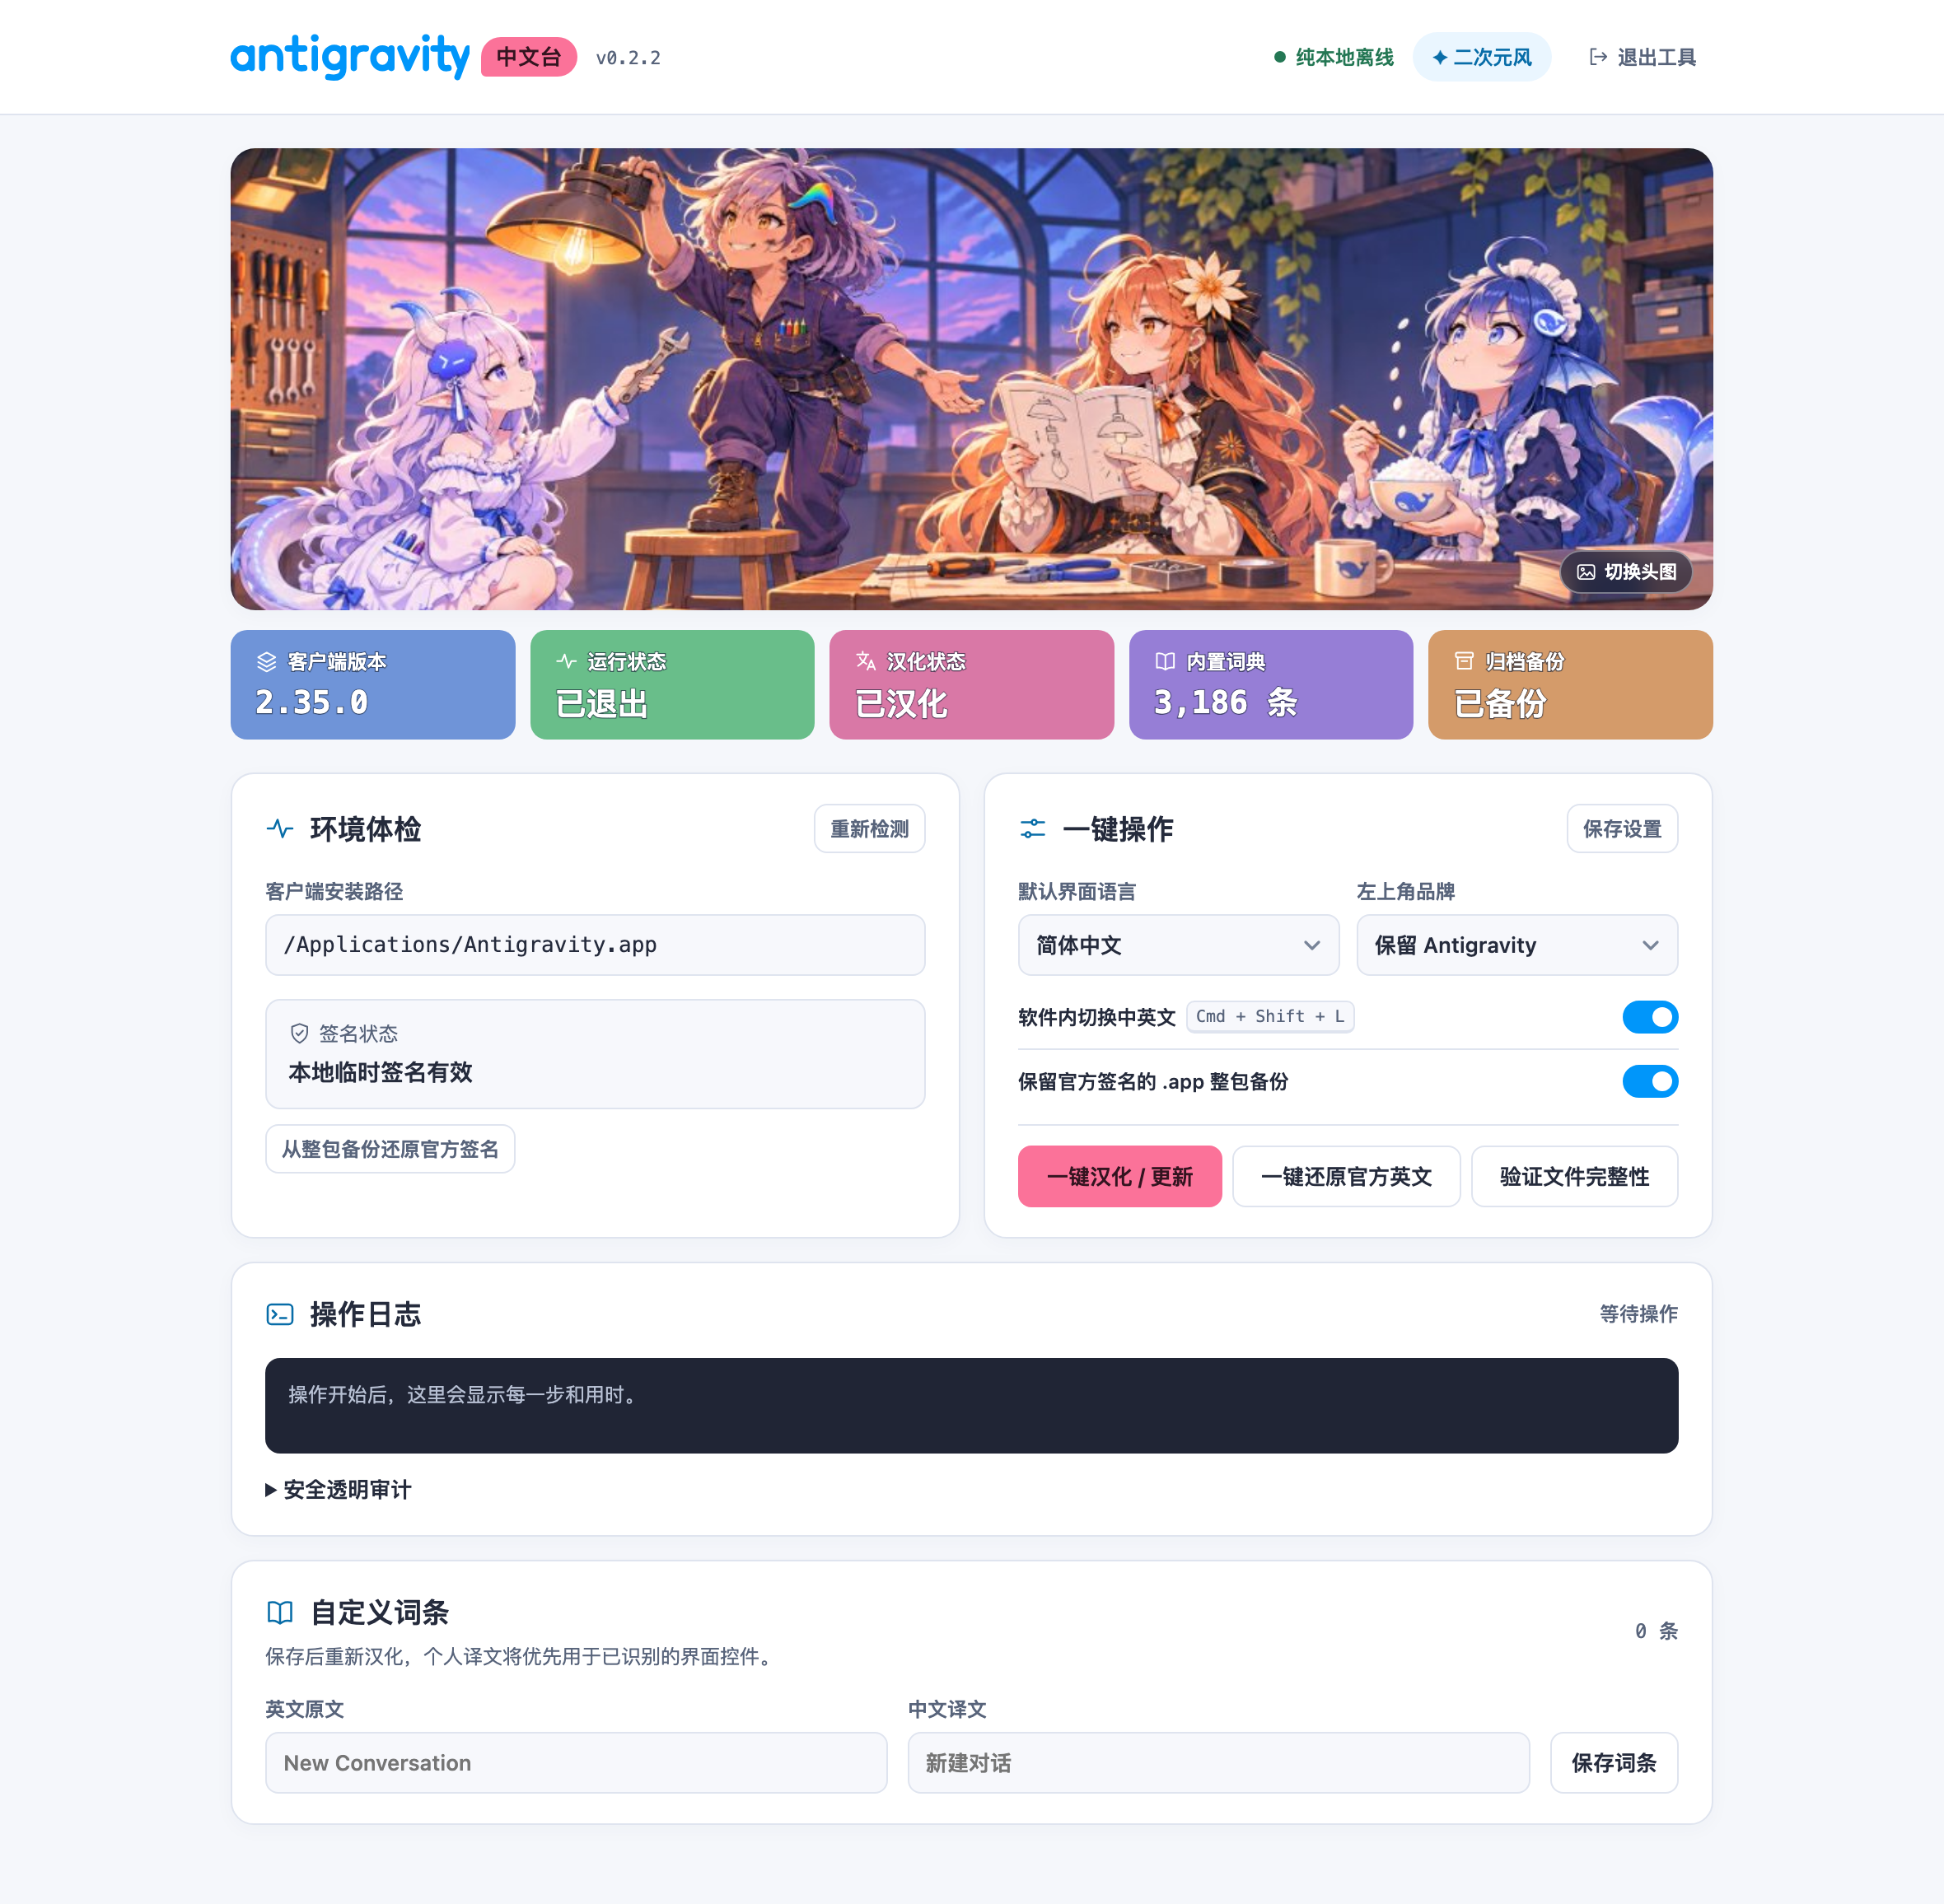 antigravity 中文台 v0.2.2
纯本地离线 二次元风 退出工具
切换头图
客户端版本
2.35.0
运行状态
已退出
汉化状态
已汉化
内置词典
3,186 条
归档备份
已备份
环境体检 重新检测
客户端安装路径
/Applications/Antigravity.app
签名状态
本地临时签名有效
从整包备份还原官方签名
一键操作 保存设置
默认界面语言 左上角品牌
简体中文 保留 Antigravity
软件内切换中英文 Cmd + Shift + L
保留官方签名的 .app 整包备份
一键汉化 / 更新 一键还原官方英文 验证文件完整性
操作日志 等待操作
操作开始后，这里会显示每一步和用时。
安全透明审计
自定义词条 0 条
保存后重新汉化，个人译文将优先用于已识别的界面控件。
英文原文 中文译文
New Conversation 新建对话 保存词条